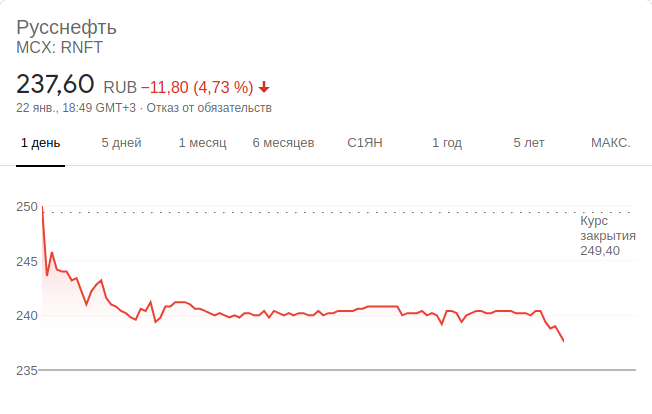 Русснефть
MCX: RNFT
237,60 RUB −11,80 (4,73 %)
22 янв., 18:49 GMT+3 · Отказ от обязательств
1 день 5 дней 1 месяц 6 месяцев С1ЯН 1 год 5 лет МАКС.
250
Курс
закрытия
249,40
245
240
235